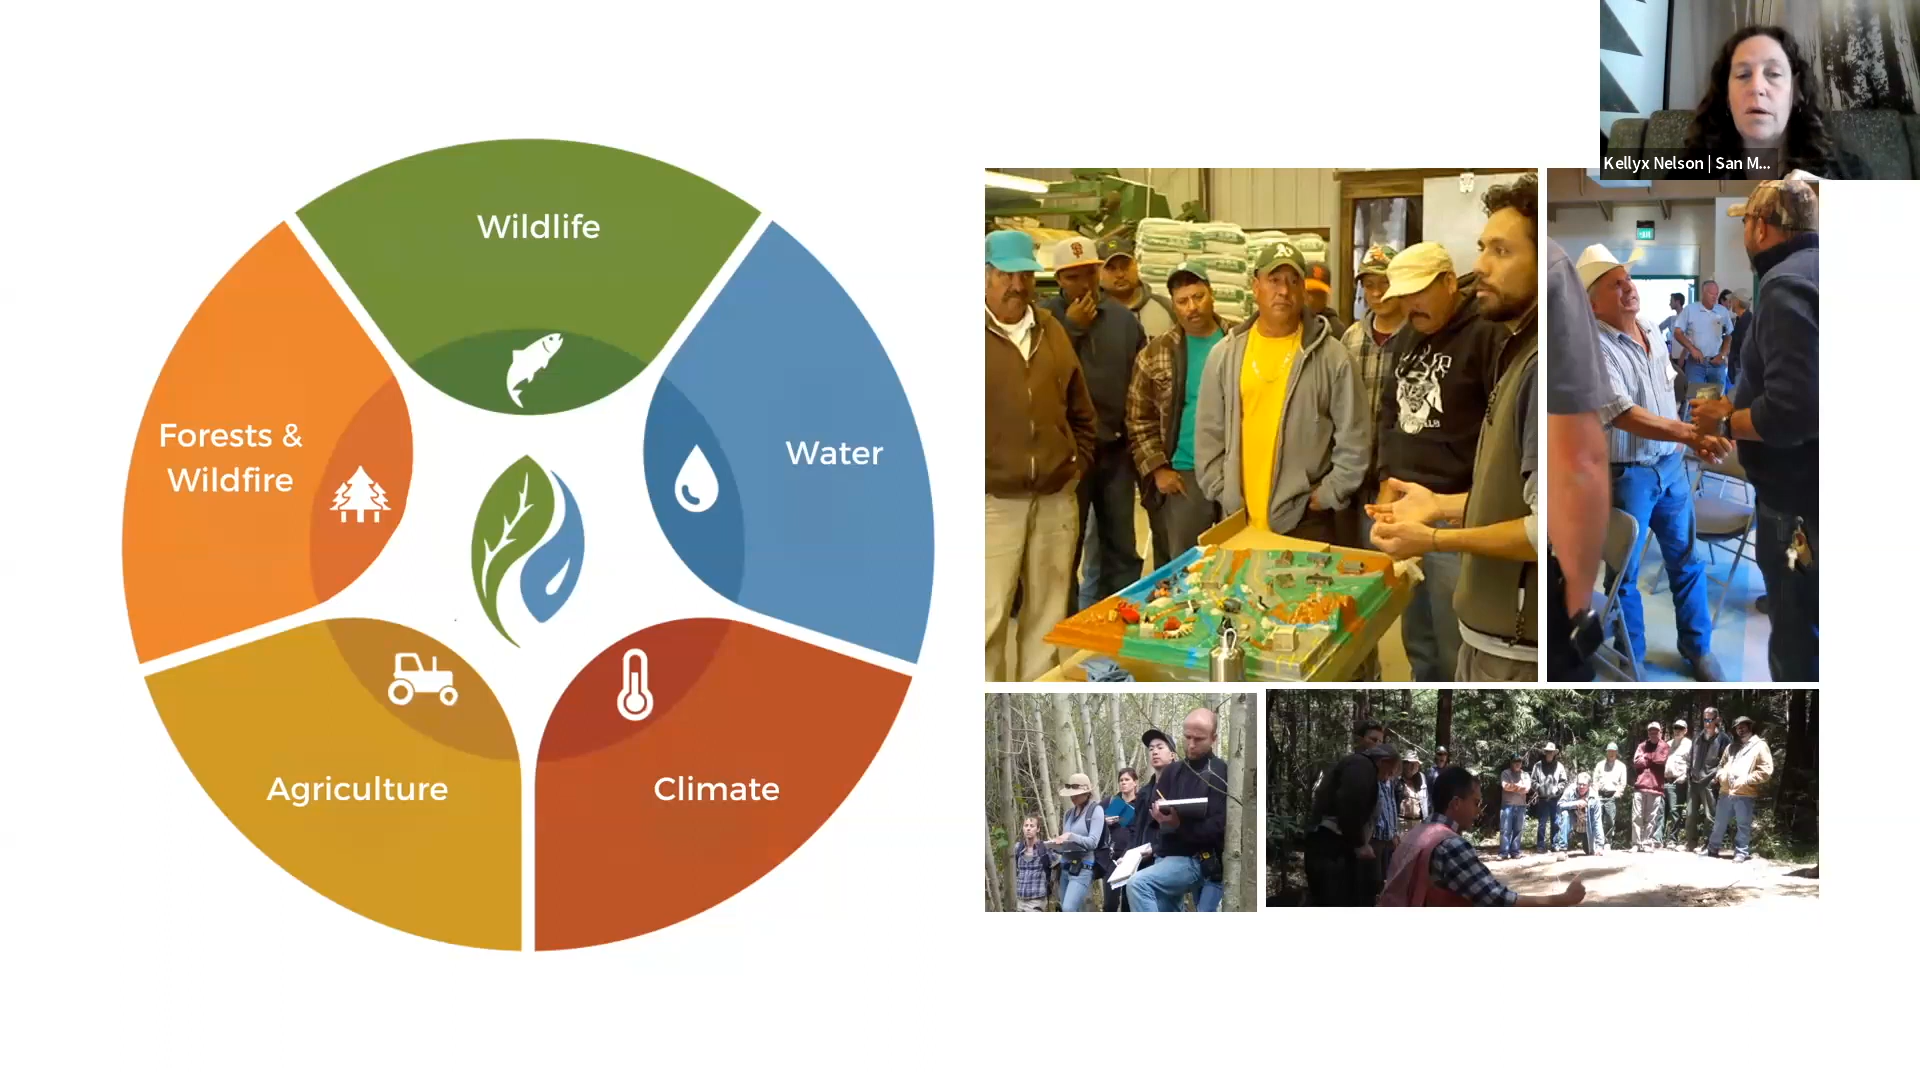 Kellyx Nelson | San M...
Wildlife
Forests &
Wildfire
Water
Agriculture
Climate